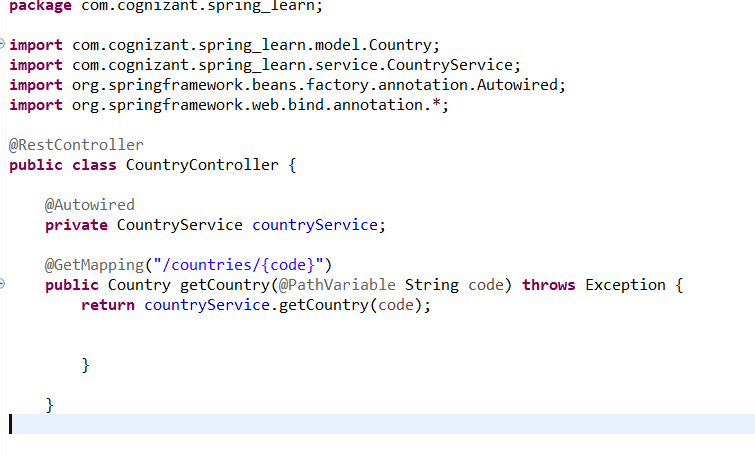 package com.cognizant.spring_learn;
import com.cognizant.spring_learn.model.Country;
import com.cognizant.spring_learn.service.CountryService;
import org.springframework.beans.factory.annotation.Autowired;
import org.springframework.web.bind.annotation.*;
@RestController
public class CountryController {
@Autowired
private CountryService countryService;
@GetMapping("/countries/{code}")
public Country getCountry(@PathVariable String code) throws Exception {
return countryService.getCountry(code);
}
}